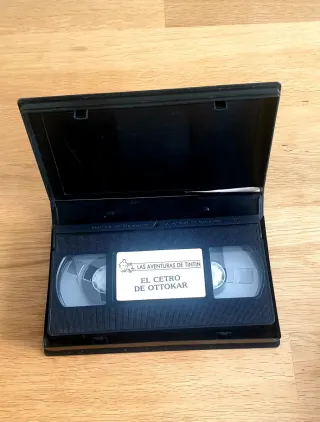 LAS AVENTURAS DE TINTIN
EL CETRO
DE OTTOKAR